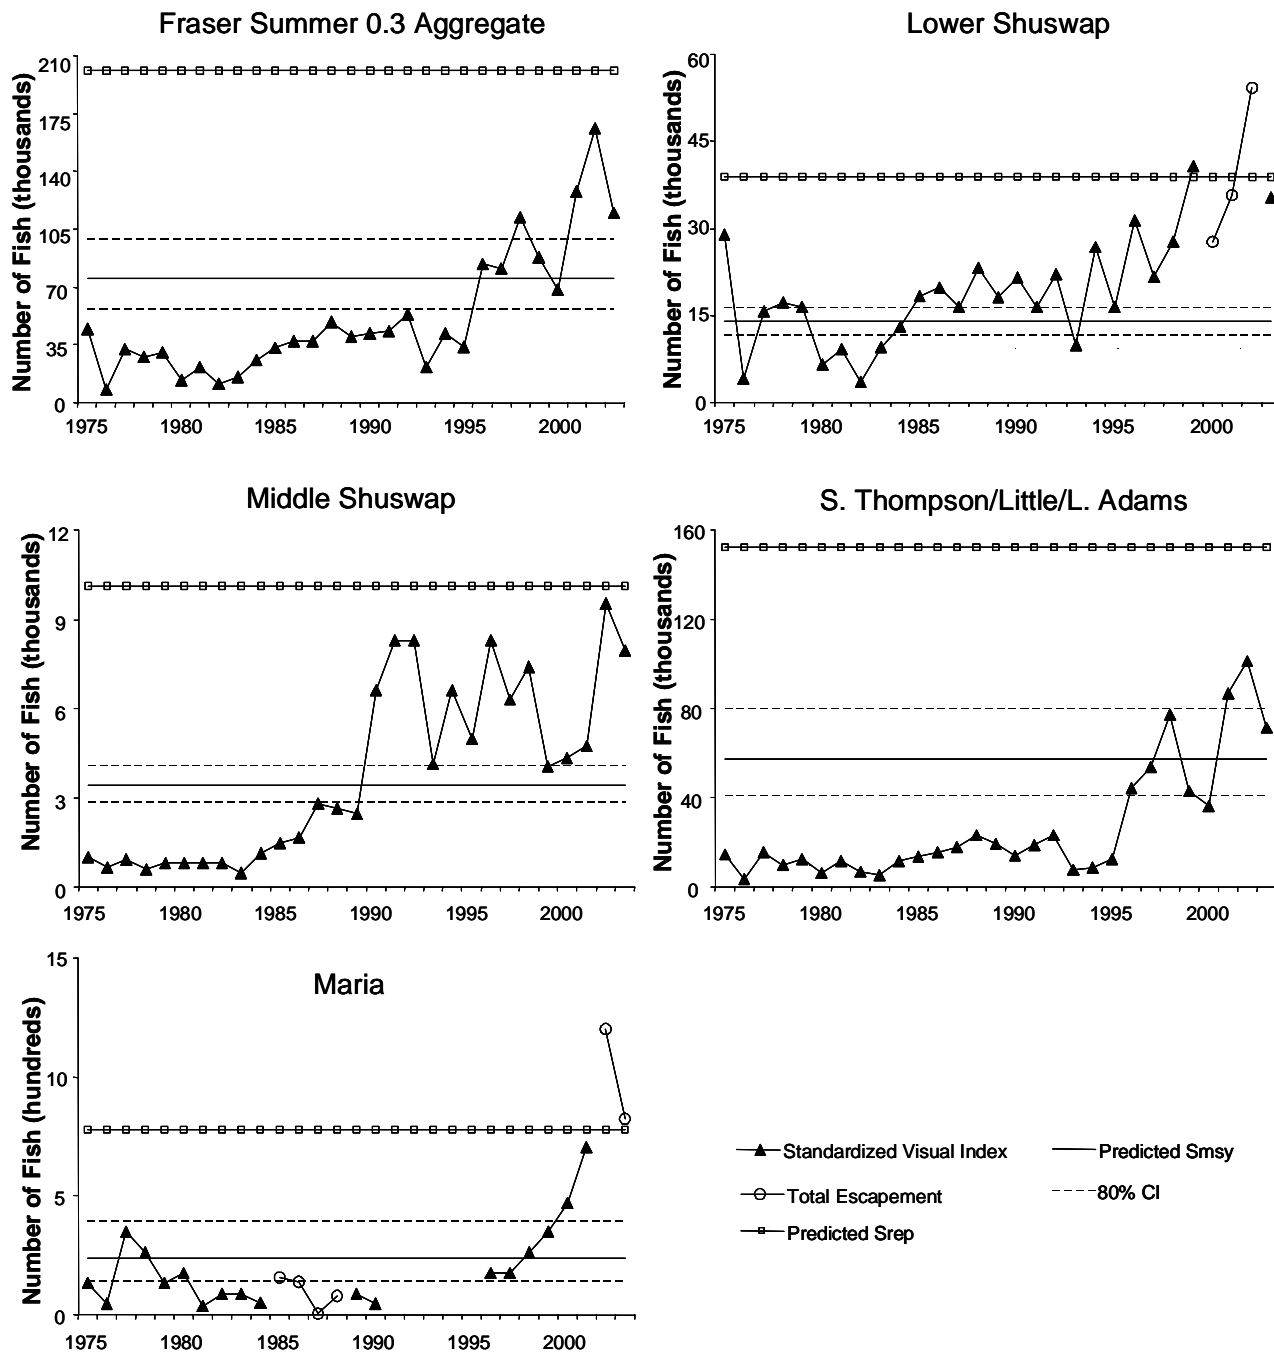 Fraser Summer 0.3 Aggregate
Number of Fish (thousands)
210
175
140
105
70
35
0
1975 1980 1985 1990 1995 2000
Lower Shuswap
Number of Fish (thousands)
60
45
30
15
0
1975 1980 1985 1990 1995 2000
Middle Shuswap
Number of Fish (thousands)
12
9
6
3
0
1975 1980 1985 1990 1995 2000
S. Thompson/Little/L. Adams
Number of Fish (thousands)
160
120
80
40
0
1975 1980 1985 1990 1995 2000
Maria
Number of Fish (hundreds)
15
10
5
0
1975 1980 1985 1990 1995 2000
Standardized Visual Index
Predicted Smsy
Total Escapement
80% CI
Predicted Srep